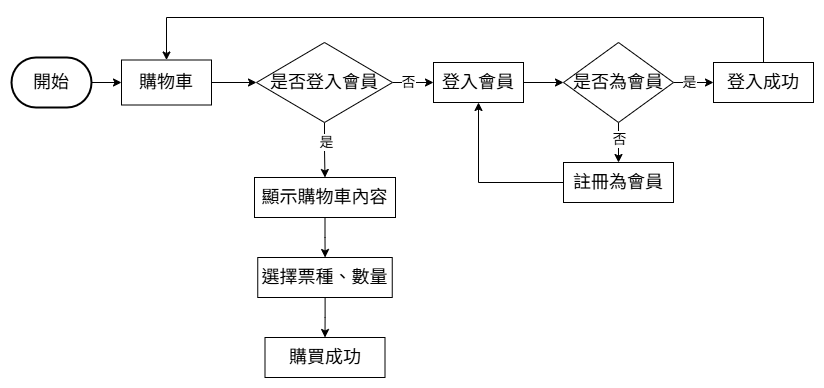 開始
購物車
是否登入會員
否
登入會員
是否為會員
是
登入成功
是
否
顯示購物車內容
註冊為會員
選擇票種、數量
購買成功